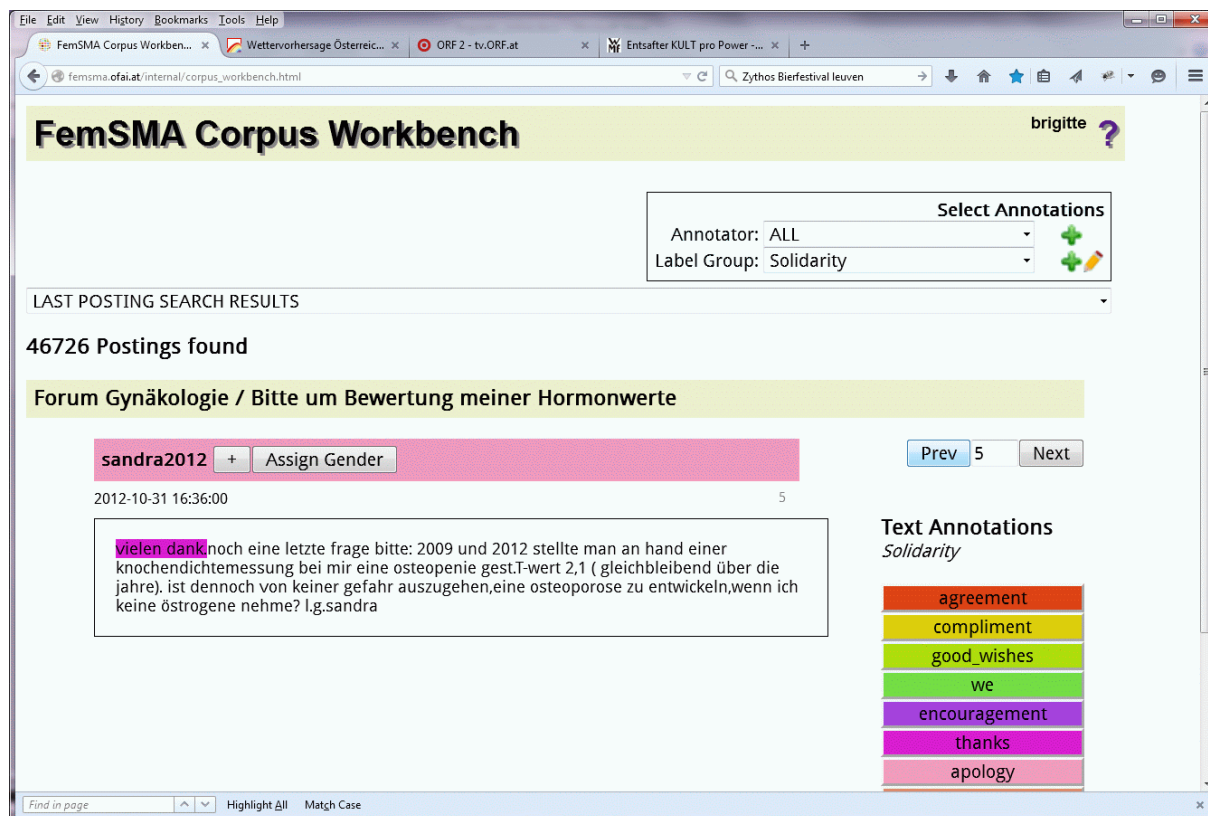 File Edit View History Bookmarks Tools Help
FemSMA Corpus Workben... × Wettervorhersage Österreic... × ORF 2 - tv.ORF.at × Entsafter KULT pro Power -... × +
femsma.ofai.at/internal/corpus_workbench.html Zythos Bierfestival leuven
FemSMA Corpus Workbench brigitte ?
Select Annotations
Annotator: ALL
Label Group: Solidarity
LAST POSTING SEARCH RESULTS
46726 Postings found
Forum Gynäkologie / Bitte um Bewertung meiner Hormonwerte
sandra2012 + Assign Gender Prev 5 Next
2012-10-31 16:36:00 5
vielen dank.noch eine letzte frage bitte: 2009 und 2012 stellte man an hand einer
knochendichtemessung bei mir eine osteopenie gest.T-wert 2,1 ( gleichbleibend über die
jahre). ist dennoch von keiner gefahr auszugehen,eine osteoporose zu entwickeln,wenn ich
keine östrogene nehme? l.g.sandra
Text Annotations
Solidarity
agreement
compliment
good_wishes
we
encouragement
thanks
apology
Find in page Highlight All Match Case ×